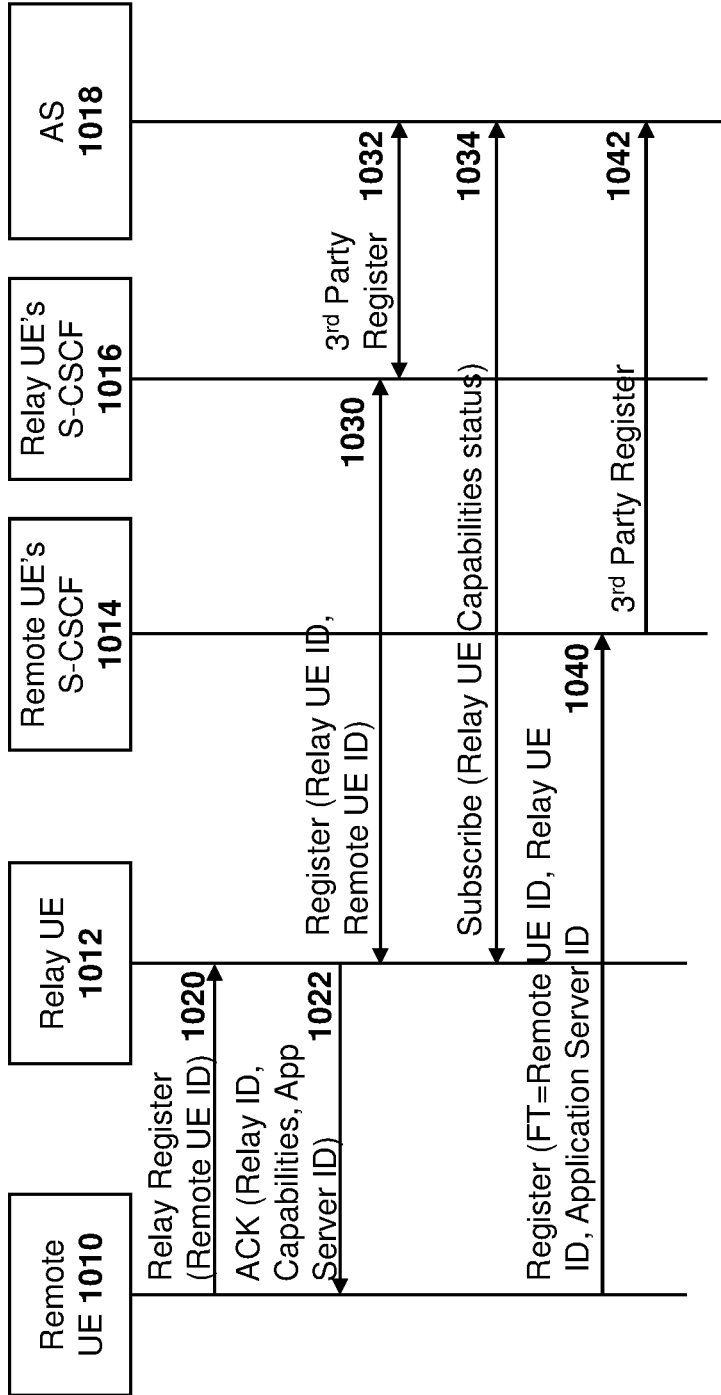 Remote
UE 1010
Relay UE
1012
Remote UE's
S-CSCF
1014
Relay UE's
S-CSCF
1016
AS
1018
Relay Register
(Remote UE ID)
1020
ACK (Relay ID,
Capabilities, App
Server ID)
1022
Register (Relay UE ID,
Remote UE ID)
1030
3rd Party
Register
1032
Subscribe (Relay UE Capabilities status)
1034
Register (FT=Remote UE ID, Relay UE
ID, Application Server ID
1040
3rd Party Register
1042